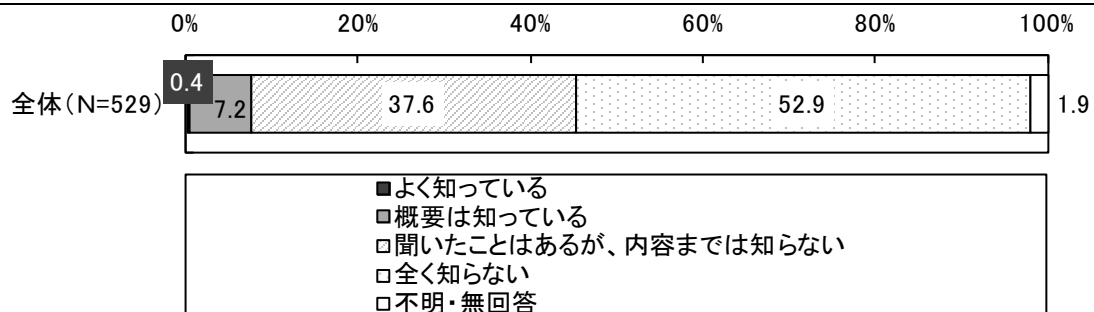 0% 20% 40% 60% 80% 100%
全体(N=529) 0.4 7.2 37.6 52.9 1.9
■よく知っている
■概要は知っている
□聞いたことはあるが、内容までは知らない
□全く知らない
□不明・無回答